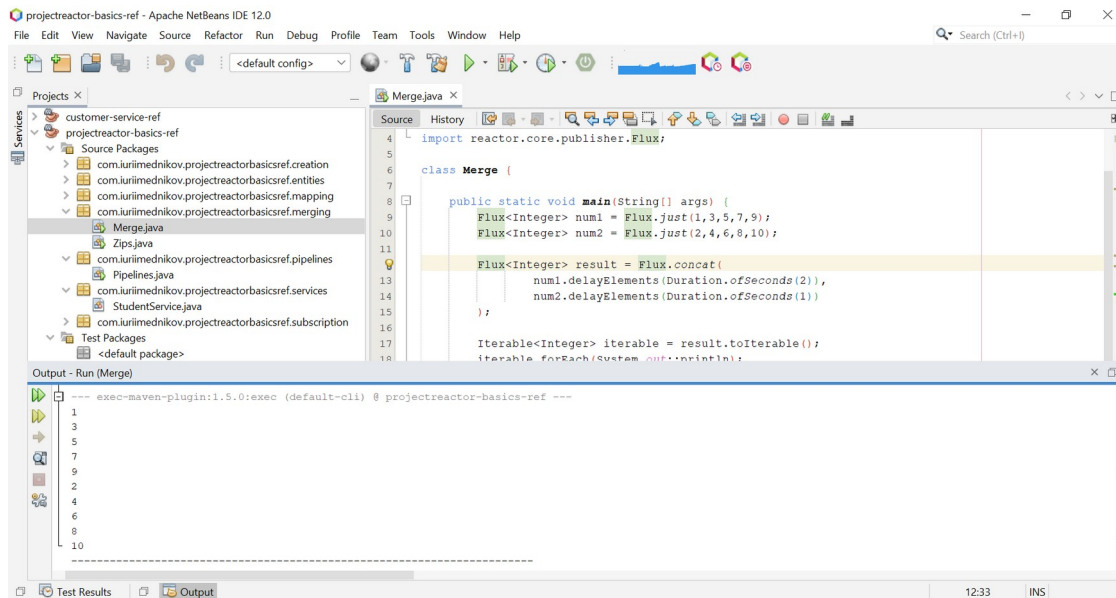 projectreactor-basics-ref - Apache NetBeans IDE 12.0
File Edit View Navigate Source Refactor Run Debug Profile Team Tools Window Help
Search (Ctrl+I)
<default config>
Projects
Services
customer-service-ref
projectreactor-basics-ref
Source Packages
com.iuriimednikov.projectreactorbasicsref.creation
com.iuriimednikov.projectreactorbasicsref.entities
com.iuriimednikov.projectreactorbasicsref.mapping
com.iuriimednikov.projectreactorbasicsref.merging
Merge.java
Zips.java
com.iuriimednikov.projectreactorbasicsref.pipelines
Pipelines.java
com.iuriimednikov.projectreactorbasicsref.services
StudentService.java
com.iuriimednikov.projectreactorbasicsref.subscription
Test Packages
<default package>
Merge.java
Source History
4 import reactor.core.publisher.Flux;
5
6 class Merge {
7
8 public static void main(String[] args) {
9 Flux<Integer> num1 = Flux.just(1,3,5,7,9);
10 Flux<Integer> num2 = Flux.just(2,4,6,8,10);
11
Flux<Integer> result = Flux.concat(
13 num1.delayElements(Duration.ofSeconds(2)),
14 num2.delayElements(Duration.ofSeconds(1))
15 );
16
17 Iterable<Integer> iterable = result.toIterable();
18 iterable.forEach(System.out::println);
Output - Run (Merge)
--- exec-maven-plugin:1.5.0:exec (default-cli) @ projectreactor-basics-ref ---
1
3
5
7
9
2
4
6
8
10
------------------------------------------------------------------------
Test Results Output
12:33 INS